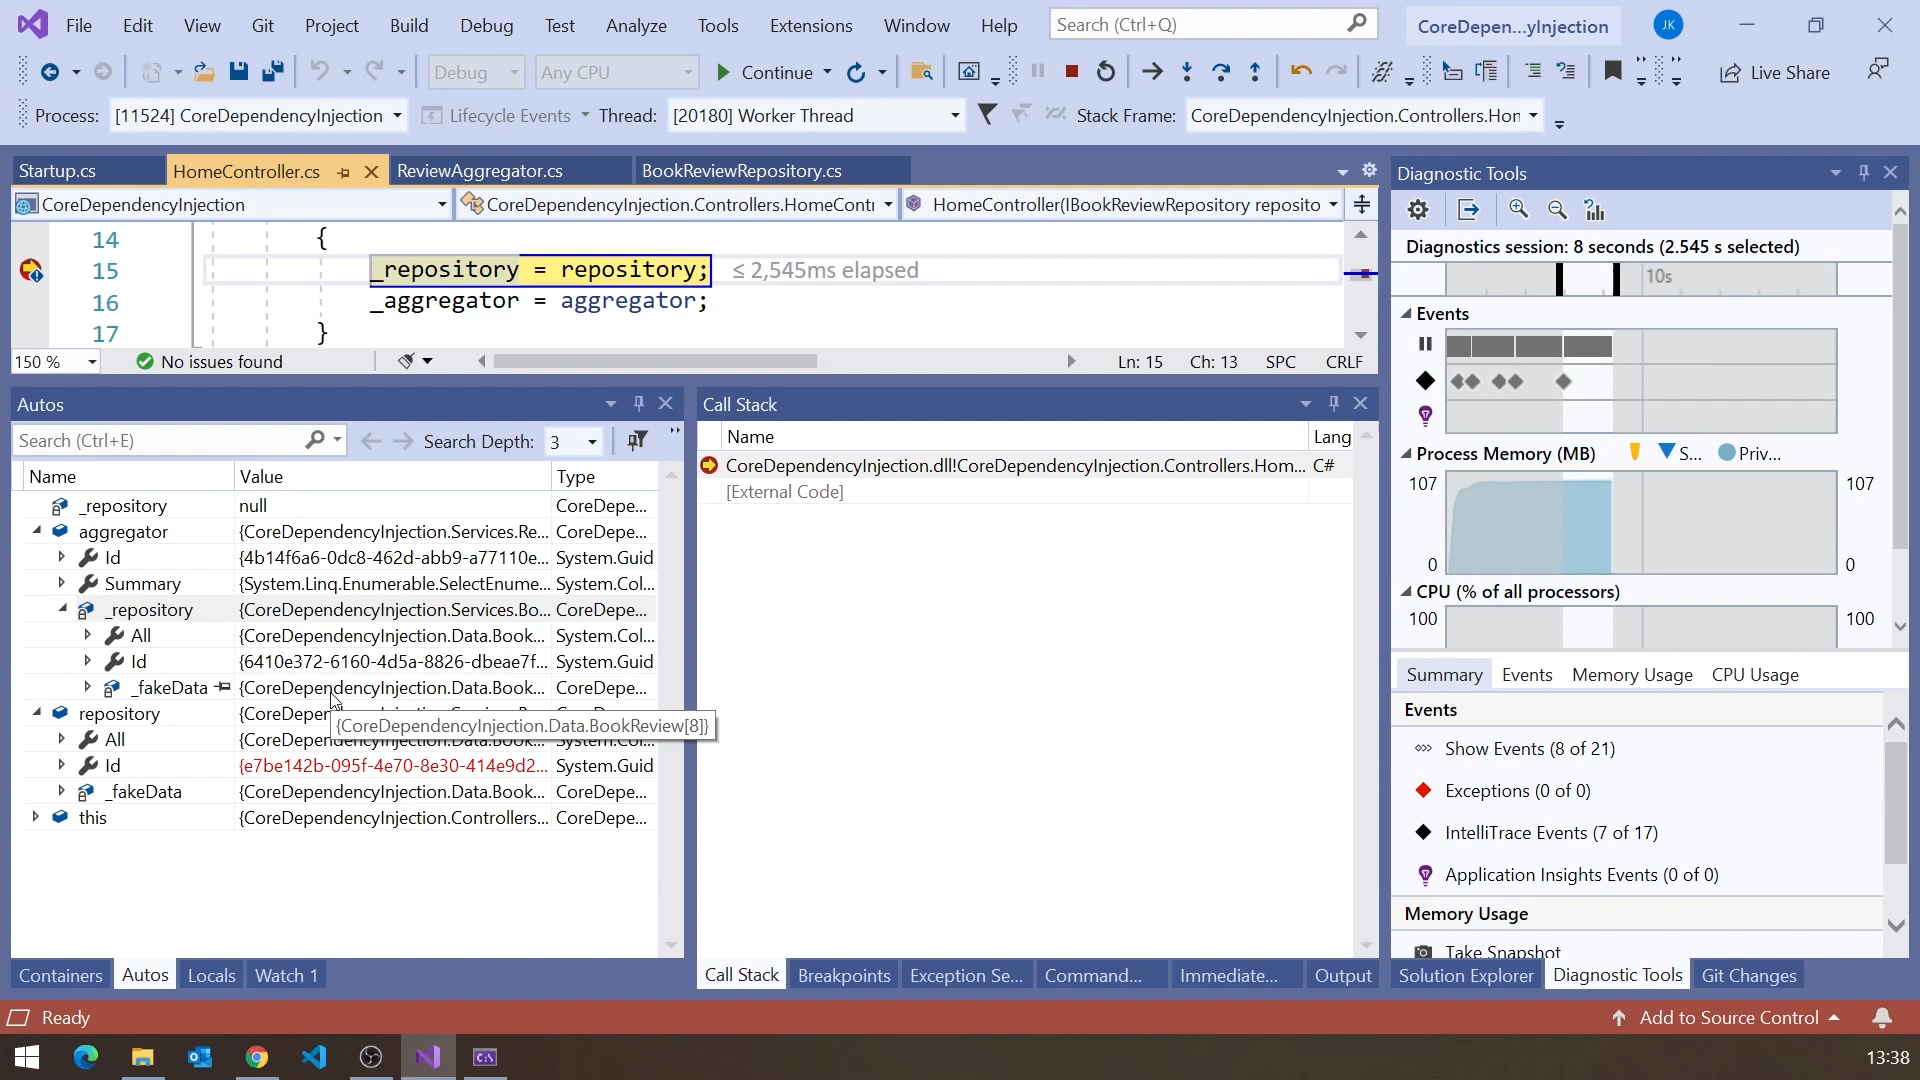 File Edit View Git Project Build Debug Test Analyze Tools Extensions Window Help Search (Ctrl+Q) CoreDepen...yInjection JK
Debug Any CPU Continue Live Share
Process: [11524] CoreDependencyInjection Lifecycle Events Thread: [20180] Worker Thread Stack Frame: CoreDependencyInjection.Controllers.Hor
Startup.cs HomeController.cs ReviewAggregator.cs BookReviewRepository.cs
CoreDependencyInjection CoreDependencyInjection.Controllers.HomeContr HomeController(IBookReviewRepository reposito
14 {
15 _repository = repository; ≤ 2,545ms elapsed
16 _aggregator = aggregator;
17 }
150 % No issues found Ln: 15 Ch: 13 SPC CRLF
Autos
Search (Ctrl+E) Search Depth: 3
Name Value Type
_repository null CoreDepe...
aggregator {CoreDependencyInjection.Services.Re... CoreDepe...
Id {4b14f6a6-0dc8-462d-abb9-a77110e... System.Guid
Summary {System.Linq.Enumerable.SelectEnume... System.Col...
_repository {CoreDependencyInjection.Services.Bo... CoreDepe...
All {CoreDependencyInjection.Data.Book... System.Col...
Id {6410e372-6160-4d5a-8826-dbeae7f... System.Guid
_fakeData {CoreDependencyInjection.Data.Book... CoreDepe...
repository {CoreDepen CoreDepe...
{CoreDependencyInjection.Data.BookReview[8]}
All
Id {e7be142b-095f-4e70-8e30-414e9d2... System.Guid
_fakeData {CoreDependencyInjection.Data.Book... CoreDepe...
this {CoreDependencyInjection.Controllers... CoreDepe...
Containers Autos Locals Watch 1
Call Stack
Name Lang
CoreDependencyInjection.dll!CoreDependencyInjection.Controllers.Hom... C#
[External Code]
Call Stack Breakpoints Exception Se... Command... Immediate... Output
Diagnostic Tools
Diagnostics session: 8 seconds (2.545 s selected)
10s
Events
Process Memory (MB) S... Priv...
107 107
0 0
CPU (% of all processors)
100 100
Summary Events Memory Usage CPU Usage
Events
Show Events (8 of 21)
Exceptions (0 of 0)
IntelliTrace Events (7 of 17)
Application Insights Events (0 of 0)
Memory Usage
Take Snapshot
Solution Explorer Diagnostic Tools Git Changes
Ready Add to Source Control
13:38